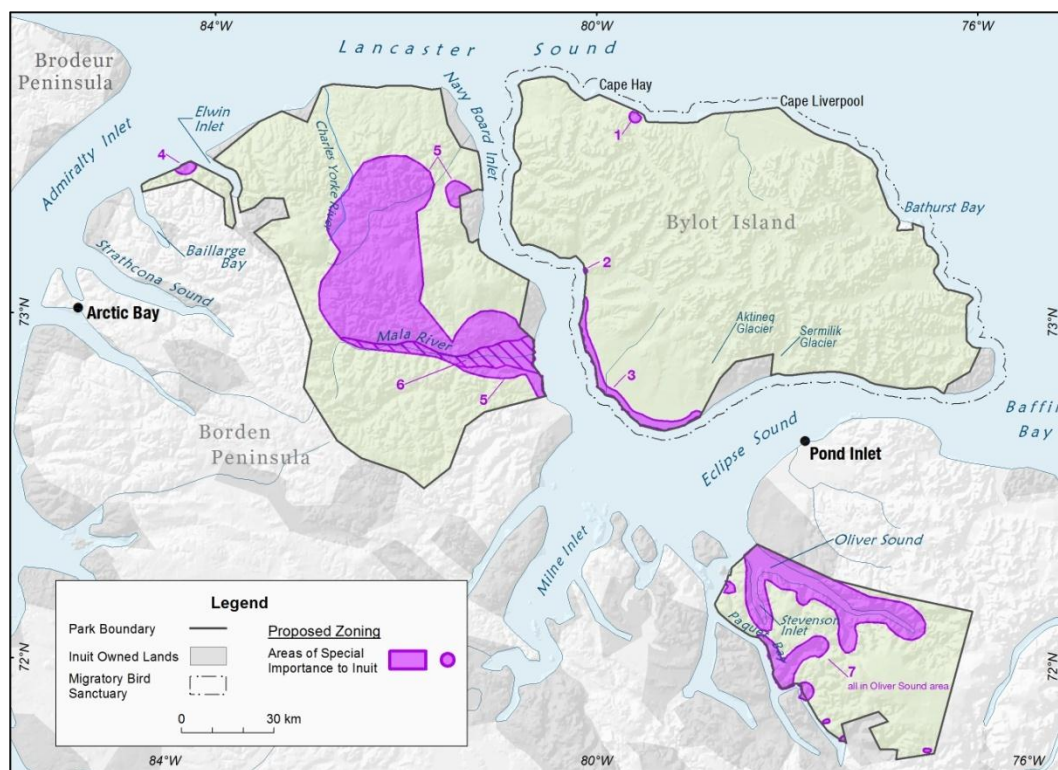 84°W
80°W
76°W
Lancaster Sound
Brodeur
Peninsula
Admiralty Inlet
Elwin
Inlet
4
Charles Yorke River
5
Navy Board Inlet
Cape Hay
1
Cape Liverpool
Bathurst Bay
Bylot Island
Baillarge
Bay
Strathcona Sound
2
73°N
Arctic Bay
Mala River
6
5
3
Aktineq
Glacier
Sermilik
Glacier
73°N
Borden
Peninsula
Baffin
Bay
Eclipse Sound
Pond Inlet
Milne Inlet
Oliver Sound
Stevenson
Inlet
Paquet Bay
7
all in Oliver Sound area
72°N
72°N
Legend
Park Boundary
Proposed Zoning
Inuit Owned Lands
Areas of Special
Importance to Inuit
Migratory Bird
Sanctuary
0 30 km
84°W
80°W
76°W